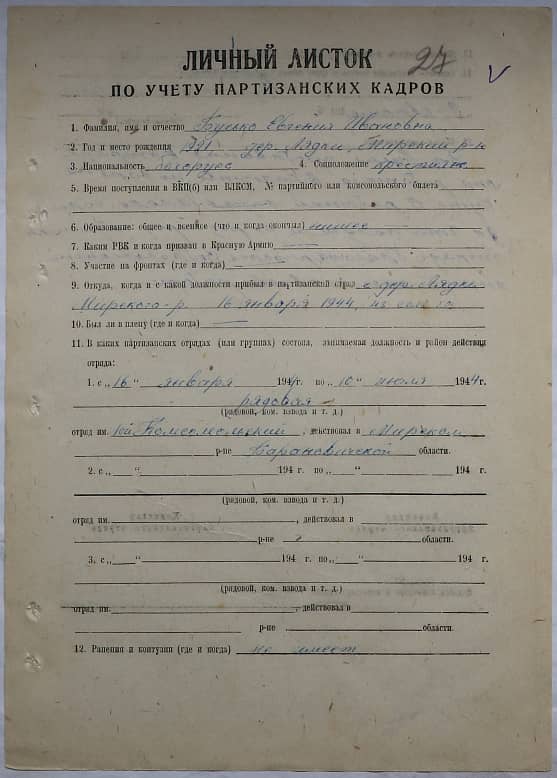 ЛИЧНЫЙ ЛИСТОК 27
ПО УЧЕТУ ПАРТИЗАНСКИХ КАДРОВ
1. Фамилия, имя и отчество Бусько Евгения Ивановна
2. Год и место рождения 1921 дер. Лядки, Мирский р-н
3. Национальность белорус 4. Соцположение крестьянк
5. Время поступления в ВКП(б) или ВЛКСМ, № партийного или комсомольского билета
6. Образование: общее и военное (что и когда окончил) низшее
7. Каким РВК и когда призван в Красную Армию
8. Участие на фронтах (где и когда)
9. Откуда, когда и с какой должности прибыл в партизанский отряд с дер. Лядки
Мирского р. 16 января 1944, из
10. Был ли в плену (где и когда)
11. В каких партизанских отрядах (или группах) состоял, занимаемая должность и район действия
отряда:
1. с „16“ января 1944 г. по „10“ июля 1944 г.
рядовая
(рядовой, ком. взвода и т. д.)
отряд им. Комсомольский, действовал в Мирском
р-не Барановичской области.
2. с „ “ 194 г. по „ “ 194 г.
(рядовой, ком. взвода и т. д.)
отряд им. , действовал в
р-не области.
3. с „ “ 194 г. по „ “ 194 г.
(рядовой, ком. взвода и т. д.)
отряд им. , действовал в
р-не области.
12. Ранения и контузии (где и когда) не имеет